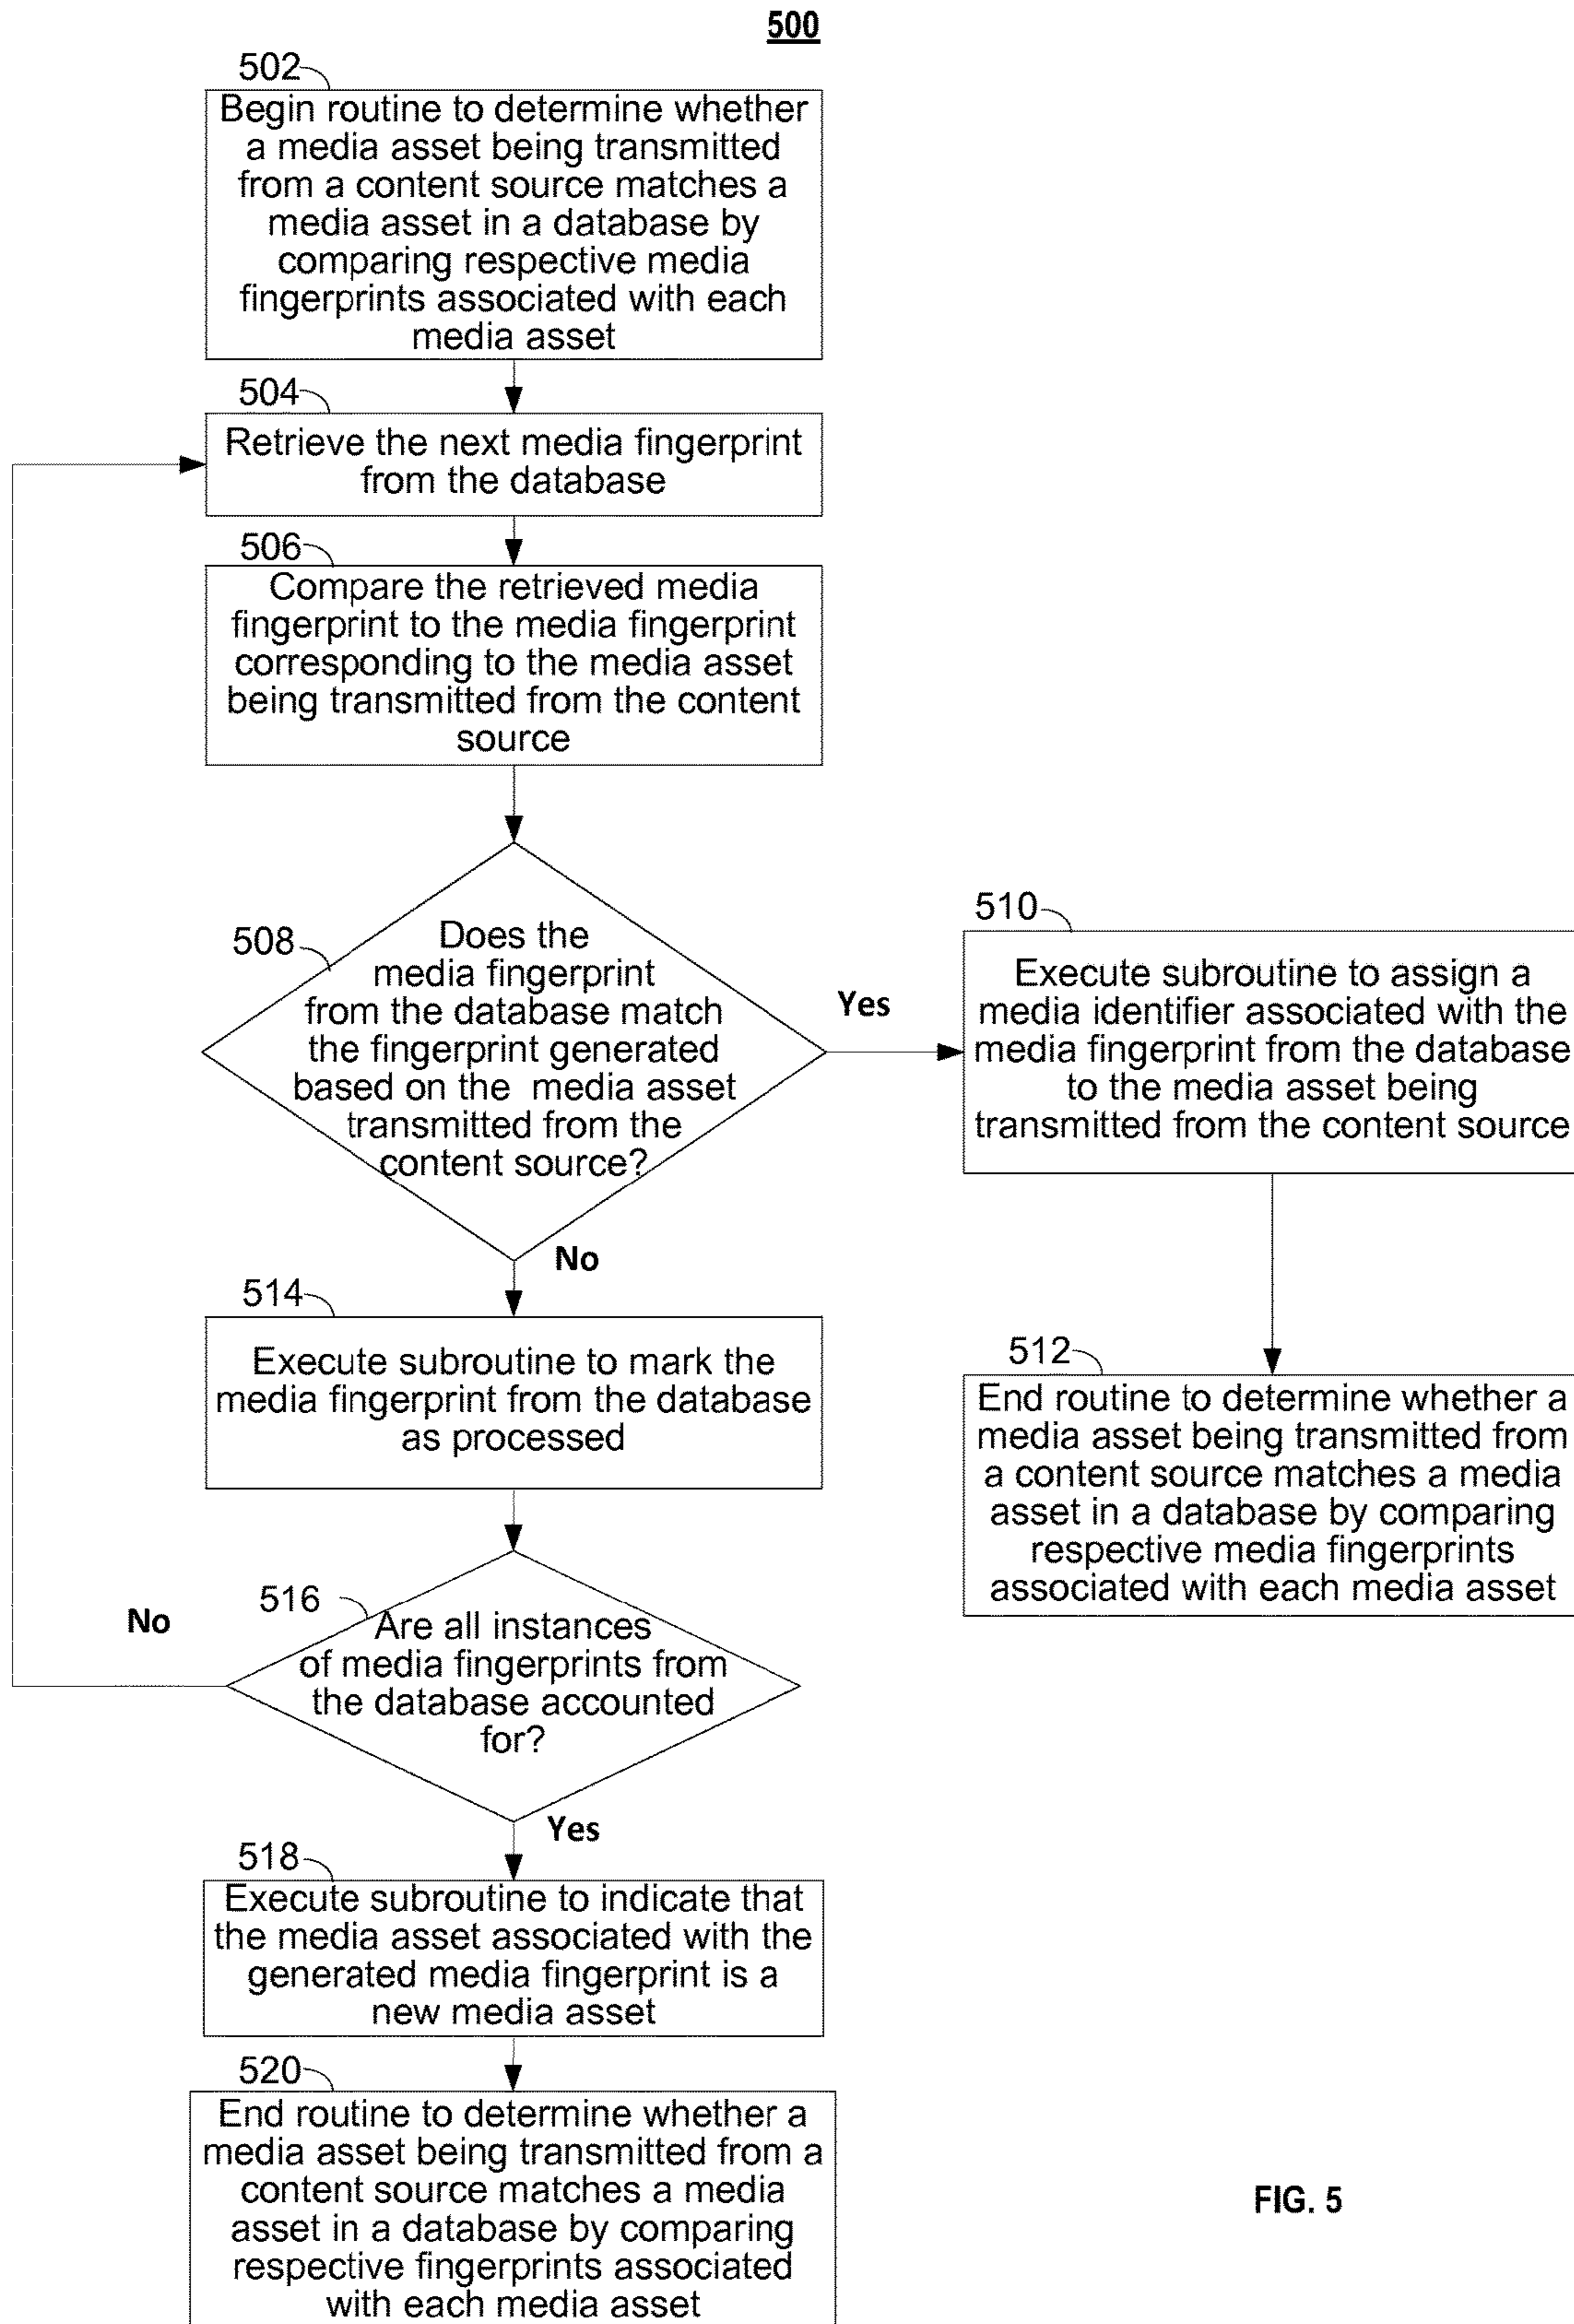 500
502
Begin routine to determine whether
a media asset being transmitted
from a content source matches a
media asset in a database by
comparing respective media
fingerprints associated with each
media asset
504
Retrieve the next media fingerprint
from the database
506
Compare the retrieved media
fingerprint to the media fingerprint
corresponding to the media asset
being transmitted from the content
source
508
Does the
media fingerprint
from the database match
the fingerprint generated
based on the media asset
transmitted from the
content source?
Yes
510
Execute subroutine to assign a
media identifier associated with the
media fingerprint from the database
to the media asset being
transmitted from the content source
512
End routine to determine whether a
media asset being transmitted from
a content source matches a media
asset in a database by comparing
respective media fingerprints
associated with each media asset
No
514
Execute subroutine to mark the
media fingerprint from the database
as processed
516
Are all instances
of media fingerprints from
the database accounted
for?
No
Yes
518
Execute subroutine to indicate that
the media asset associated with the
generated media fingerprint is a
new media asset
520
End routine to determine whether a
media asset being transmitted from a
content source matches a media
asset in a database by comparing
respective fingerprints associated
with each media asset
FIG. 5